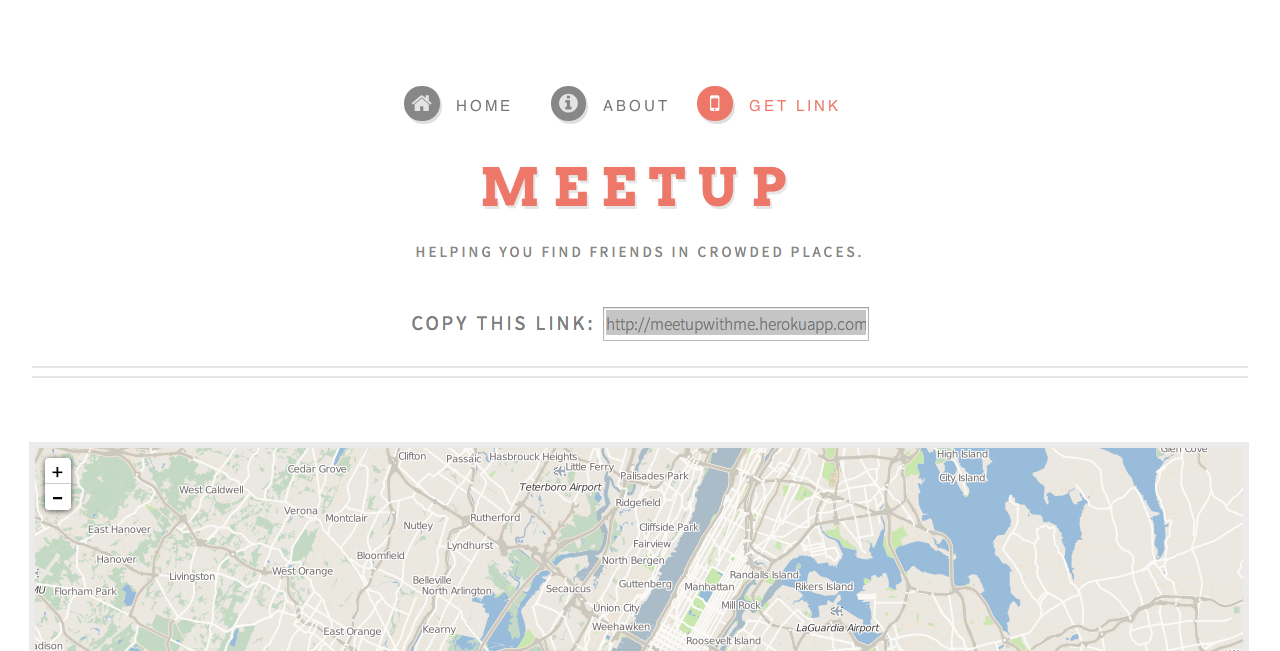 HOME ABOUT GET LINK
MEETUP
HELPING YOU FIND FRIENDS IN CROWDED PLACES.
COPY THIS LINK: http://meetupwithme.herokuapp.com
+
-
Clifton
Passaic
Hasbrouck Heights
High Island
Glen Cove
Cedar Grove
Little Ferry
Palisades Park
City Island
West Caldwell
Teterboro Airport
Ridgefield
Verona
Montclair
Rutherford
East Hanover
Nutley
Cliffside Park
Lyndhurst
Fairview
Hanover
Bloomfield
North Bergen
Livingston
West Orange
Belleville
Guttenberg
Manhattan
Randalls Island
Rikers Island
MU
Florham Park
North Arlington
Secaucus
Union City
Mill Rock
East Orange
Kearny
Weehawken
LaGuardia Airport
adison
Roosevelt Island